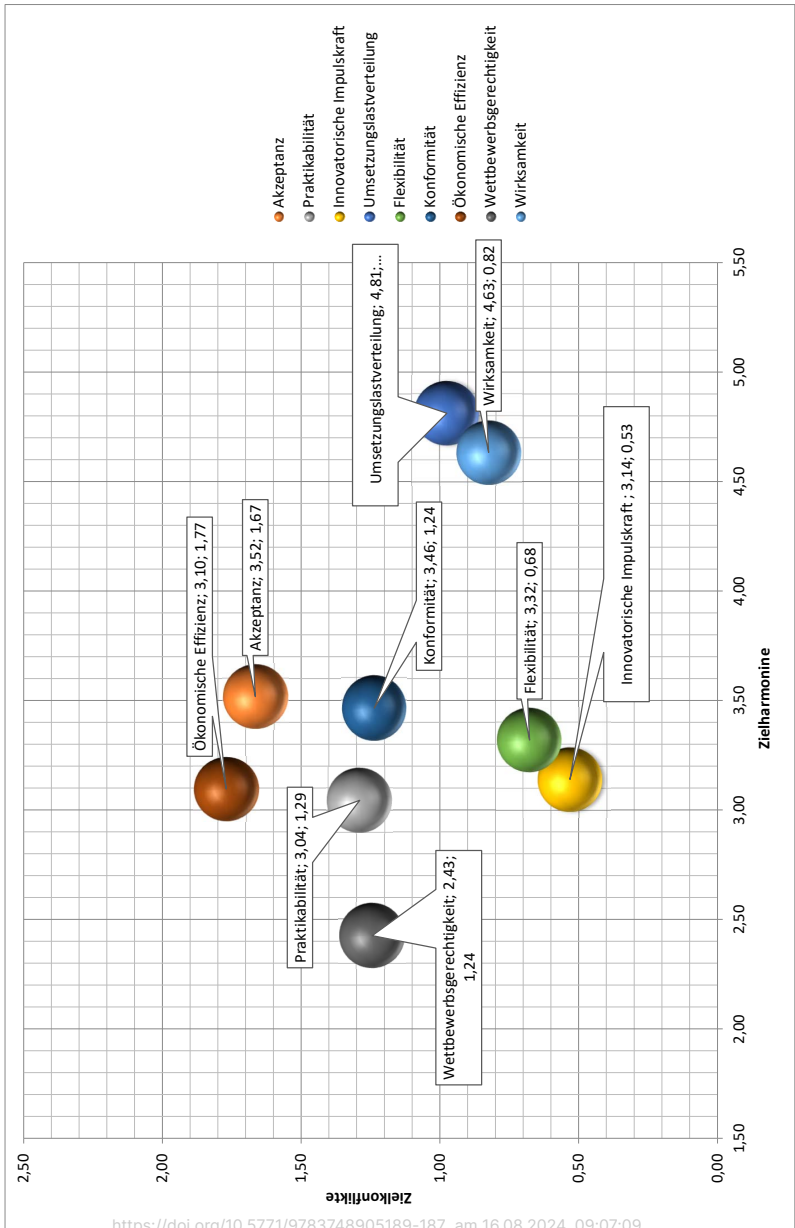 Akzeptanz
Praktikabilität
Innovatorische Impulskraft
Umsetzungslastverteilung
Flexibilität
Konformität
Ökonomische Effizienz
Wettbewerbsgerechtigkeit
Wirksamkeit
Zielkonflikte
2,50
2,00
1,50
1,00
0,50
0,00
Ökonomische Effizienz; 3,10; 1,77
Akzeptanz; 3,52; 1,67
Praktikabilität; 3,04; 1,29
Konformität; 3,46; 1,24
Wettbewerbsgerechtigkeit; 2,43;
1,24
Umsetzungslastverteilung; 4,81;...
Wirksamkeit; 4,63; 0,82
Flexibilität; 3,32; 0,68
Innovatorische Impulskraft ; 3,14; 0,53
1,50
2,00
2,50
3,00
3,50
4,00
4,50
5,00
5,50
Zielharmonine
https://doi.org/10.5771/9783748905189-187, am 16.08.2024, 09:07:09